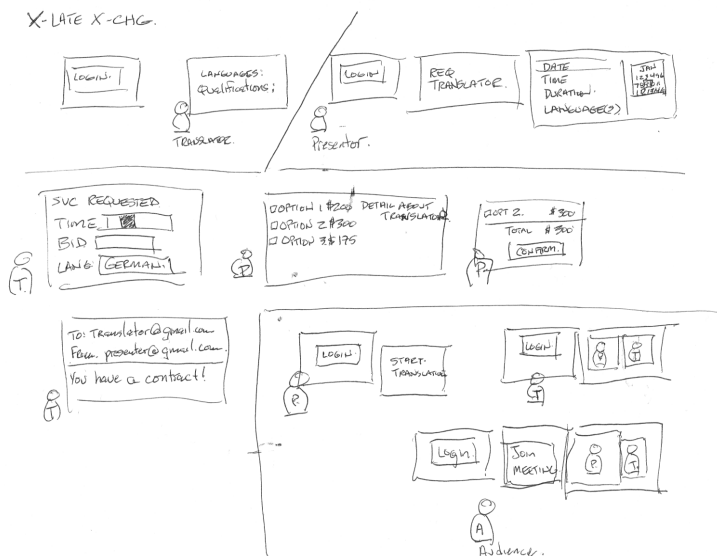 X-LATE X-CHG.
LOGIN.
LANGUAGES:
QUALIFICATIONS;
TRANSLATOR.
LOGIN
Presentor.
REQ
TRANSLATOR.
DATE
TIME
DURATION.
LANGUAGE(2)
JAN
SVC REQUESTED
TIME
BID
LANG GERMAN.
T.
OPTION 1 $200 DETAIL ABOUT
TRANSLATOR.
OPTION 2 $300
OPTION 3 $175
P.
OPT 2. $300
TOTAL $300
CONFIRM.
P.
To: Translator@gmail.com
From. presenter@gmail.com.
You have a contract!
T.
LOGIN.
P.
START
TRANSLATOR
LOGIN
T.
P.
T.
Login.
JOIN
MEETING
P.
T.
A
Audience.